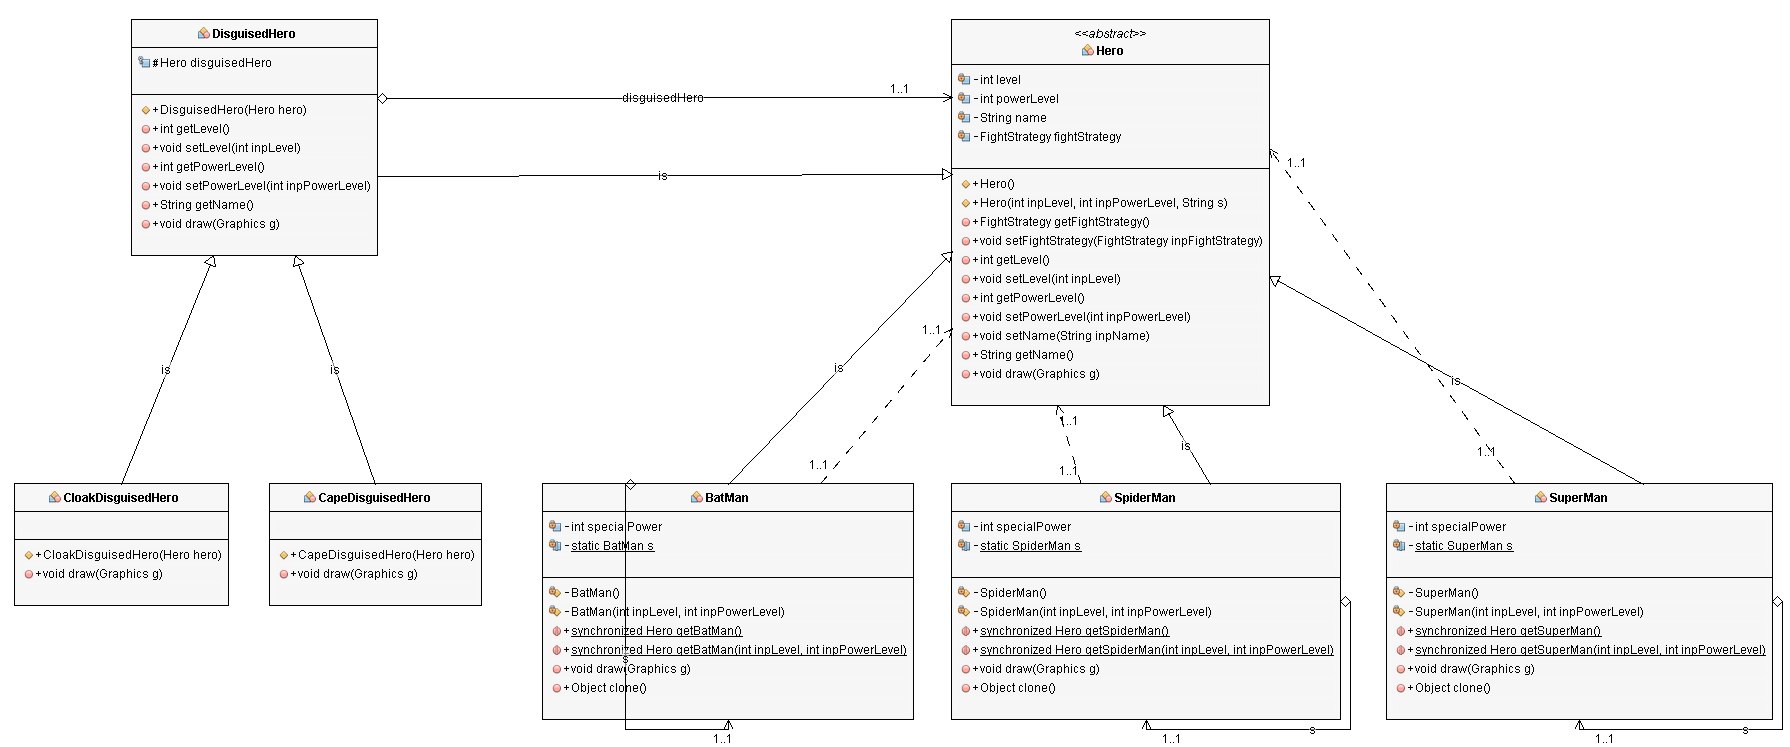 DisguisedHero
# Hero disguisedHero
+ DisguisedHero(Hero hero)
+ int getLevel()
+ void setLevel(int inpLevel)
+ int getPowerLevel()
+ void setPowerLevel(int inpPowerLevel)
+ String getName()
+ void draw(Graphics g)
disguisedHero
1..1
is
<<abstract>>
Hero
- int level
- int powerLevel
- String name
- FightStrategy fightStrategy
+ Hero()
+ Hero(int inpLevel, int inpPowerLevel, String s)
+ FightStrategy getFightStrategy()
+ void setFightStrategy(FightStrategy inpFightStrategy)
+ int getLevel()
+ void setLevel(int inpLevel)
+ int getPowerLevel()
+ void setPowerLevel(int inpPowerLevel)
+ void setName(String inpName)
+ String getName()
+ void draw(Graphics g)
1..1
is
is
is
1..1
is
1..1
1..1
1..1
is
1..1
CloakDisguisedHero
+ CloakDisguisedHero(Hero hero)
+ void draw(Graphics g)
CapeDisguisedHero
+ CapeDisguisedHero(Hero hero)
+ void draw(Graphics g)
BatMan
- int specialPower
- static BatMan s
- BatMan()
- BatMan(int inpLevel, int inpPowerLevel)
+ synchronized Hero getBatMan()
+ synchronized Hero getBatMan(int inpLevel, int inpPowerLevel)
+ void draw(Graphics g)
+ Object clone()
s
1..1
SpiderMan
- int specialPower
- static SpiderMan s
- SpiderMan()
- SpiderMan(int inpLevel, int inpPowerLevel)
+ synchronized Hero getSpiderMan()
+ synchronized Hero getSpiderMan(int inpLevel, int inpPowerLevel)
+ void draw(Graphics g)
+ Object clone()
s
1..1
SuperMan
- int specialPower
- static SuperMan s
- SuperMan()
- SuperMan(int inpLevel, int inpPowerLevel)
+ synchronized Hero getSuperMan()
+ synchronized Hero getSuperMan(int inpLevel, int inpPowerLevel)
+ void draw(Graphics g)
+ Object clone()
s
1..1